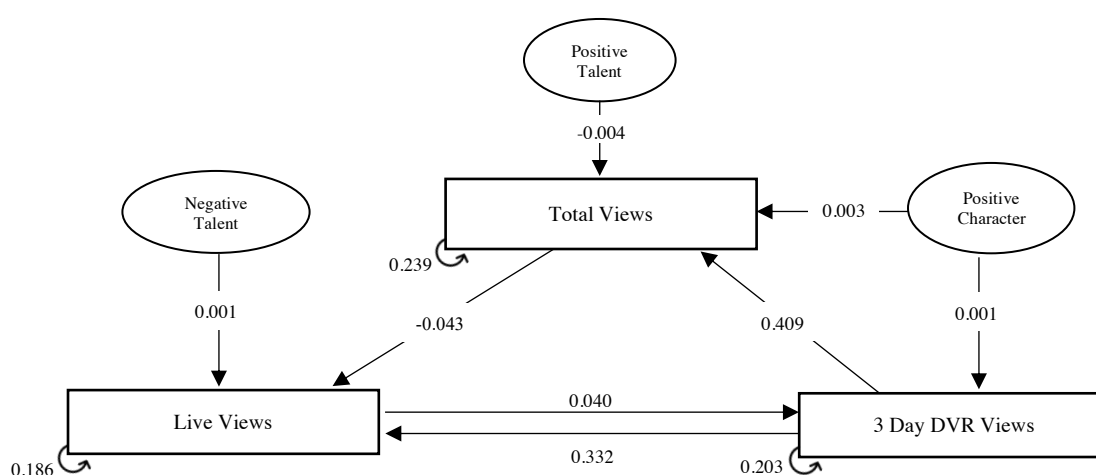 Positive
Talent
-0.004
Negative
Talent
Total Views
0.003
Positive
Character
0.239
0.001
-0.043
0.409
0.001
Live Views
0.040
3 Day DVR Views
0.332
0.186
0.203